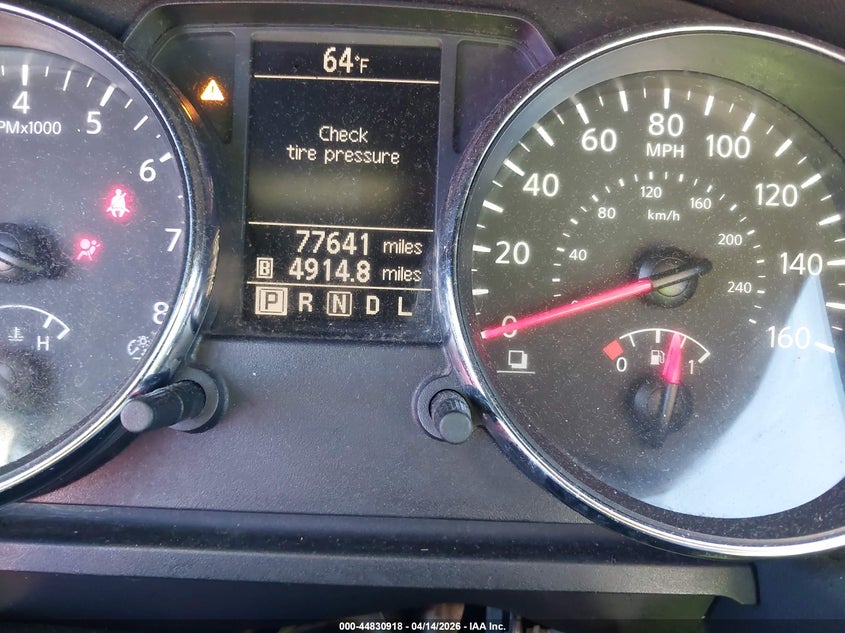 64°F
Check
tire pressure
77641 miles
B 4914.8 miles
P R N D L
4 5 6 7 8
PMx1000
H
0 20 40 60 80 100 120 140 160
MPH
40 80 120 160 200 240
km/h
0 1
000-44830918 - 04/14/2026 - IAA Inc.